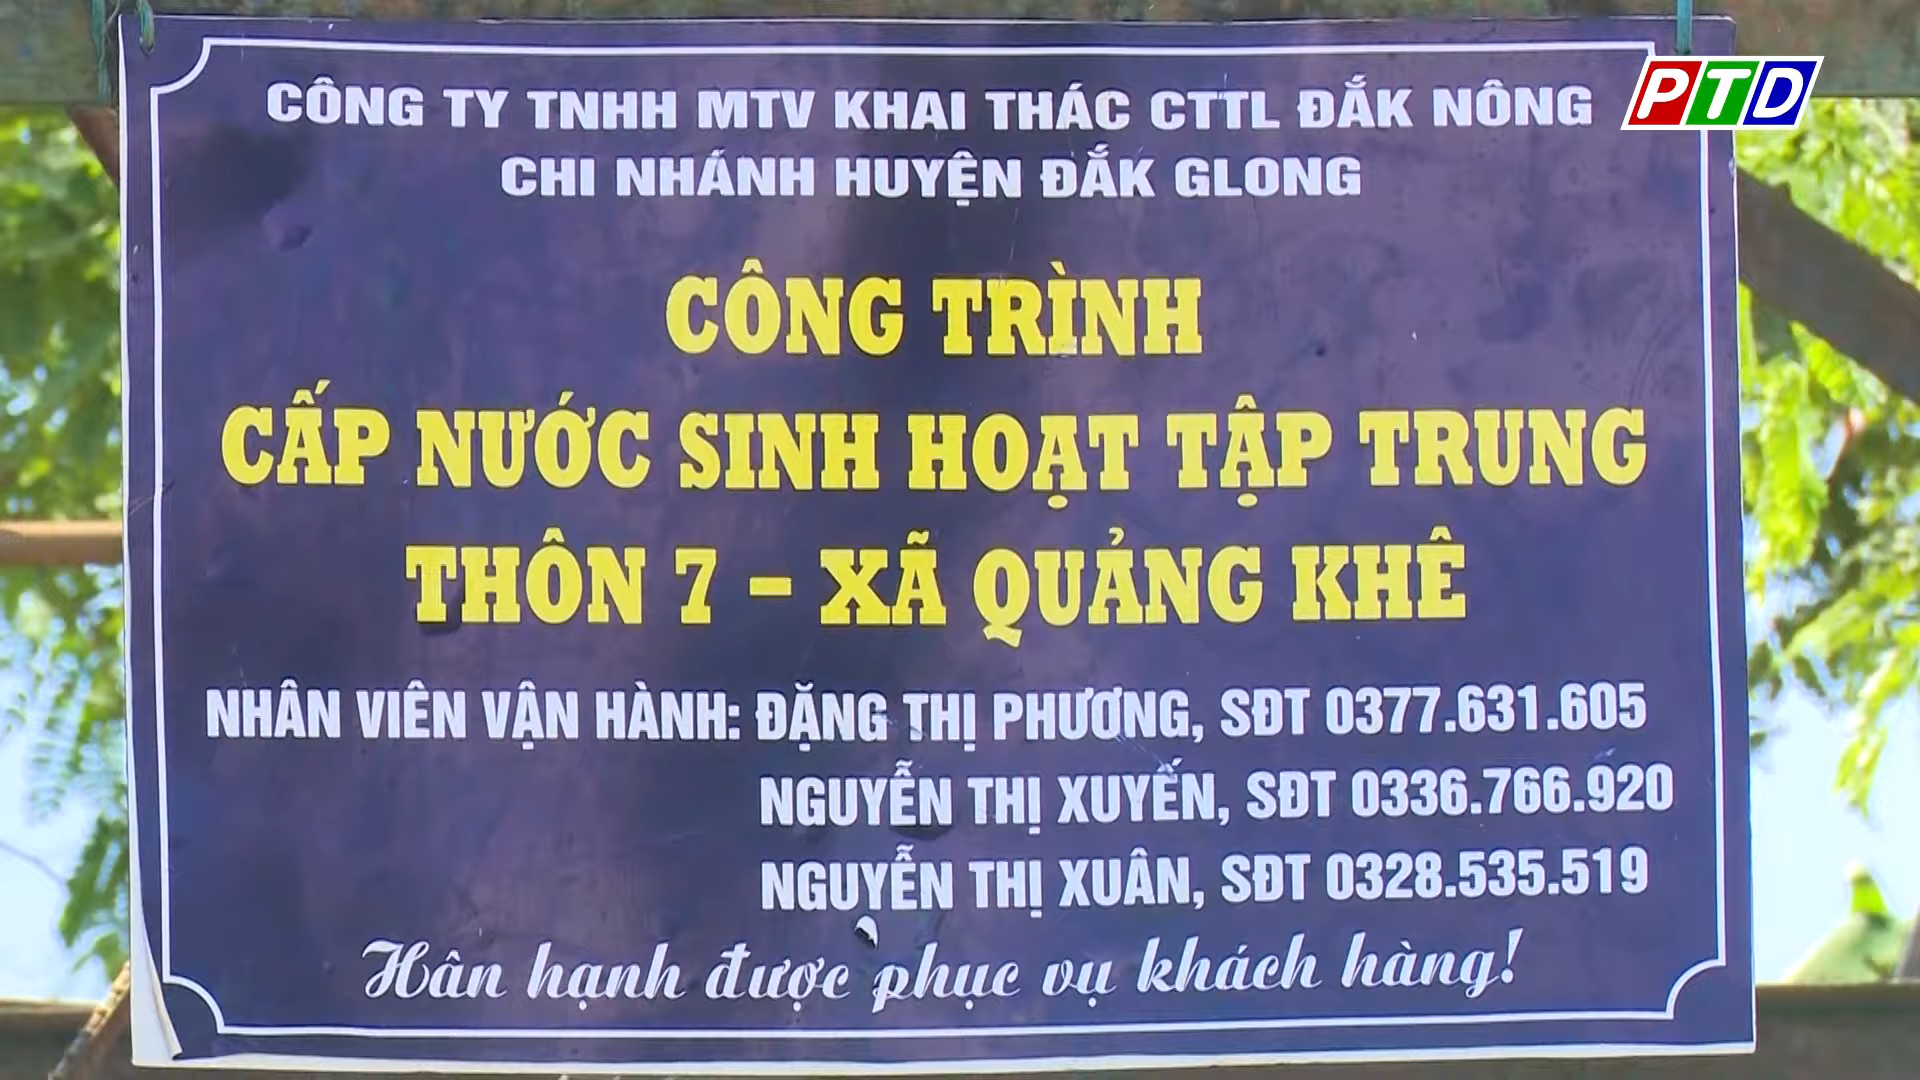 PTD
CÔNG TY TNHH MTV KHAI THÁC CTTL ĐẮK NÔNG
CHI NHÁNH HUYỆN ĐẮK GLONG
CÔNG TRÌNH
CẤP NƯỚC SINH HOẠT TẬP TRUNG
THÔN 7 - XÃ QUẢNG KHÊ
NHÂN VIÊN VẬN HÀNH: ĐẶNG THỊ PHƯƠNG, SĐT 0377.631.605
NGUYỄN THỊ XUYẾN, SĐT 0336.766.920
NGUYỄN THỊ XUÂN, SĐT 0328.535.519
Hân hạnh được phục vụ khách hàng!